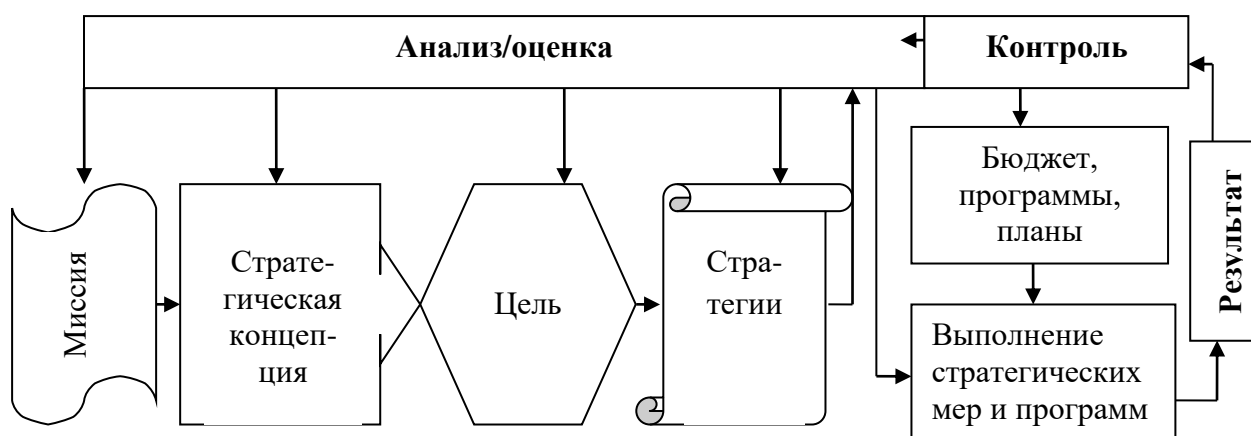 Анализ/оценка
Контроль
Миссия
Страте-
гическая
концеп-
ция
Цель
Стра-
тегии
Бюджет,
программы,
планы
Выполнение
стратегических
мер и программ
Результат